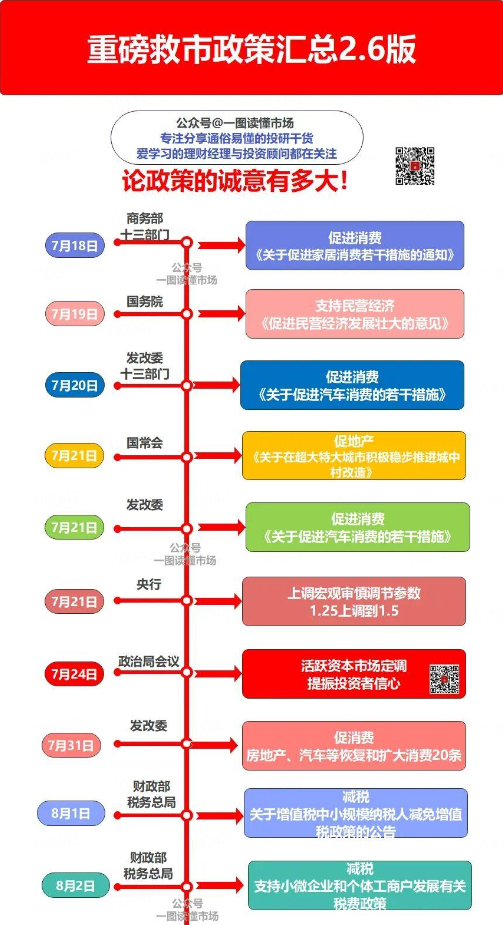 重磅救市政策汇总2.6版
公众号@一图读懂市场
专注分享通俗易懂的投研干货
爱学习的理财经理与投资顾问都在关注
论政策的诚意有多大!
7月18日
商务部
十三部门
促进消费
《关于促进家居消费若干措施的通知》
公众号
一图读懂市场
7月19日
国务院
支持民营经济
《促进民营经济发展壮大的意见》
7月20日
发改委
十三部门
促进消费
《关于促进汽车消费的若干措施》
7月21日
国常会
促地产
《关于在超大特大城市积极稳步推进城中
村改造》
7月21日
发改委
促进消费
《关于促进汽车消费的若干措施》
公众号
一图读懂市场
7月21日
央行
上调宏观审慎调节参数
1.25上调到1.5
7月24日
政治局会议
活跃资本市场定调
提振投资者信心
7月31日
发改委
促消费
房地产、汽车等恢复和扩大消费20条
8月1日
财政部
税务总局
减税
关于增值税中小规模纳税人减免增值
税政策的公告
8月2日
财政部
税务总局
减税
支持小微企业和个体工商户发展有关
税费政策
公众号
一图读懂市场